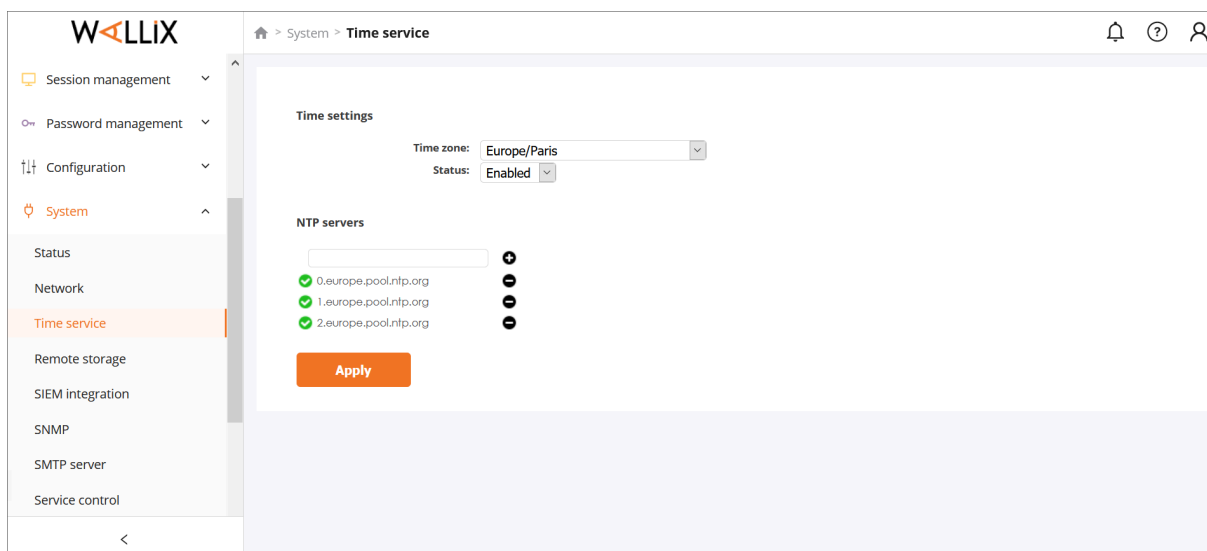 WALLIX
System > Time service
Session management
Password management
Configuration
System
Status
Network
Time service
Remote storage
SIEM integration
SNMP
SMTP server
Service control
Time settings
Time zone: Europe/Paris
Status: Enabled
NTP servers
0.europe.pool.ntp.org
1.europe.pool.ntp.org
2.europe.pool.ntp.org
Apply